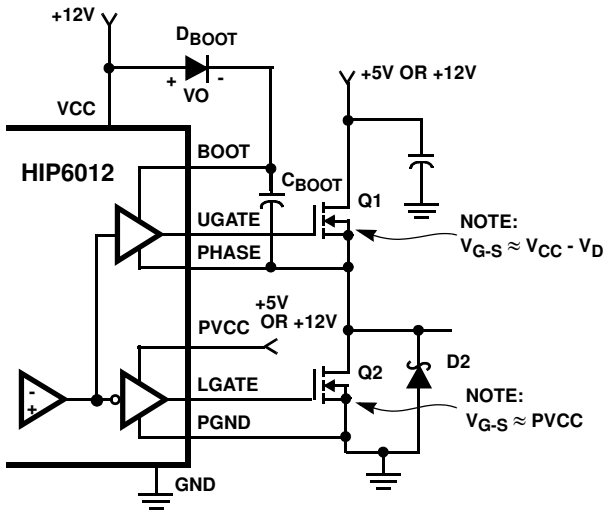 +12V
DBOOT
+ -
VO
+5V OR +12V
VCC
BOOT
HIP6012
CBOOT
Q1
UGATE
NOTE:
VG-S ≈ VCC - VD
PHASE
+5V
OR +12V
PVCC
Q2
D2
LGATE
NOTE:
VG-S ≈ PVCC
-
+
PGND
GND